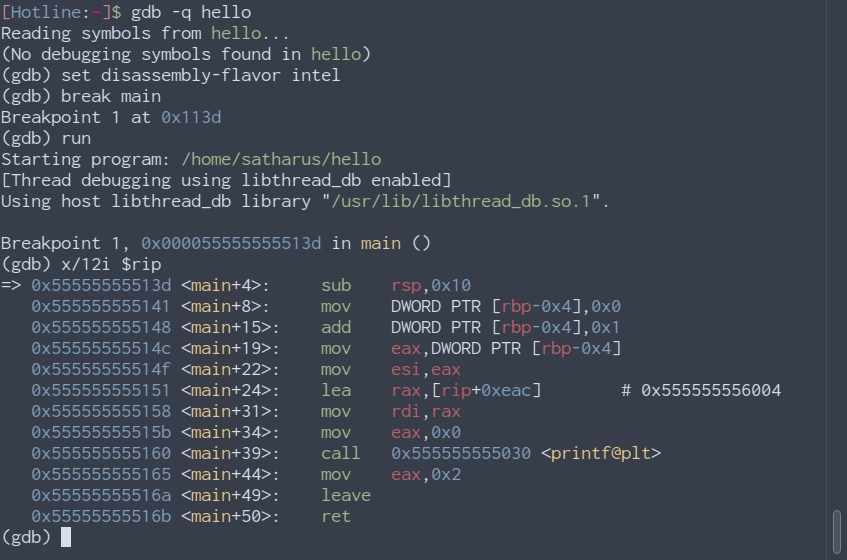 [Hotline:~]$ gdb -q hello
Reading symbols from hello...
(No debugging symbols found in hello)
(gdb) set disassembly-flavor intel
(gdb) break main
Breakpoint 1 at 0x113d
(gdb) run
Starting program: /home/satharus/hello
[Thread debugging using libthread_db enabled]
Using host libthread_db library "/usr/lib/libthread_db.so.1".

Breakpoint 1, 0x000055555555513d in main ()
(gdb) x/12i $rip
=> 0x55555555513d <main+4>:     sub    rsp,0x10
   0x555555555141 <main+8>:     mov    DWORD PTR [rbp-0x4],0x0
   0x555555555148 <main+15>:    add    DWORD PTR [rbp-0x4],0x1
   0x55555555514c <main+19>:    mov    eax,DWORD PTR [rbp-0x4]
   0x55555555514f <main+22>:    mov    esi,eax
   0x555555555151 <main+24>:    lea    rax,[rip+0xeac]        # 0x555555556004
   0x555555555158 <main+31>:    mov    rdi,rax
   0x55555555515b <main+34>:    mov    eax,0x0
   0x555555555160 <main+39>:    call   0x555555555030 <printf@plt>
   0x555555555165 <main+44>:    mov    eax,0x2
   0x55555555516a <main+49>:    leave
   0x55555555516b <main+50>:    ret
(gdb)